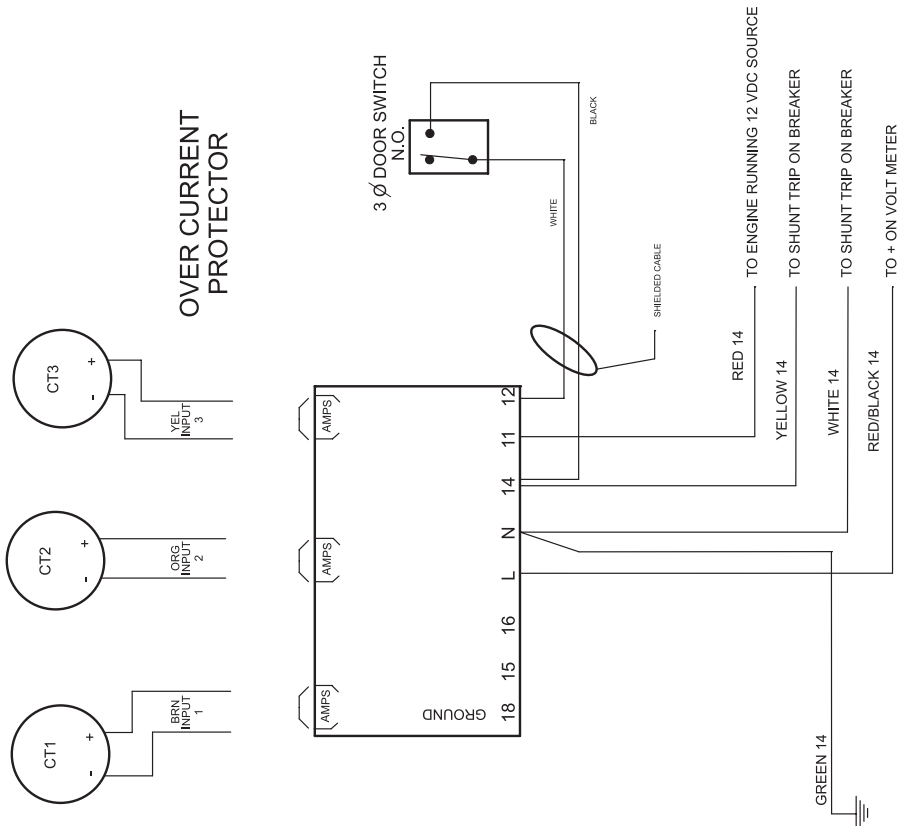 OVER CURRENT
PROTECTOR
CT1
-
+
BRN
INPUT
1
CT2
-
+
ORG
INPUT
2
CT3
-
+
YEL
INPUT
3
AMPS
AMPS
AMPS
GROUND
18
15
16
L
N
14
11
12
3 Ø DOOR SWITCH
N.O.
WHITE
BLACK
SHIELDED CABLE
RED 14
TO ENGINE RUNNING 12 VDC SOURCE
YELLOW 14
TO SHUNT TRIP ON BREAKER
WHITE 14
TO SHUNT TRIP ON BREAKER
RED/BLACK 14
TO + ON VOLT METER
GREEN 14